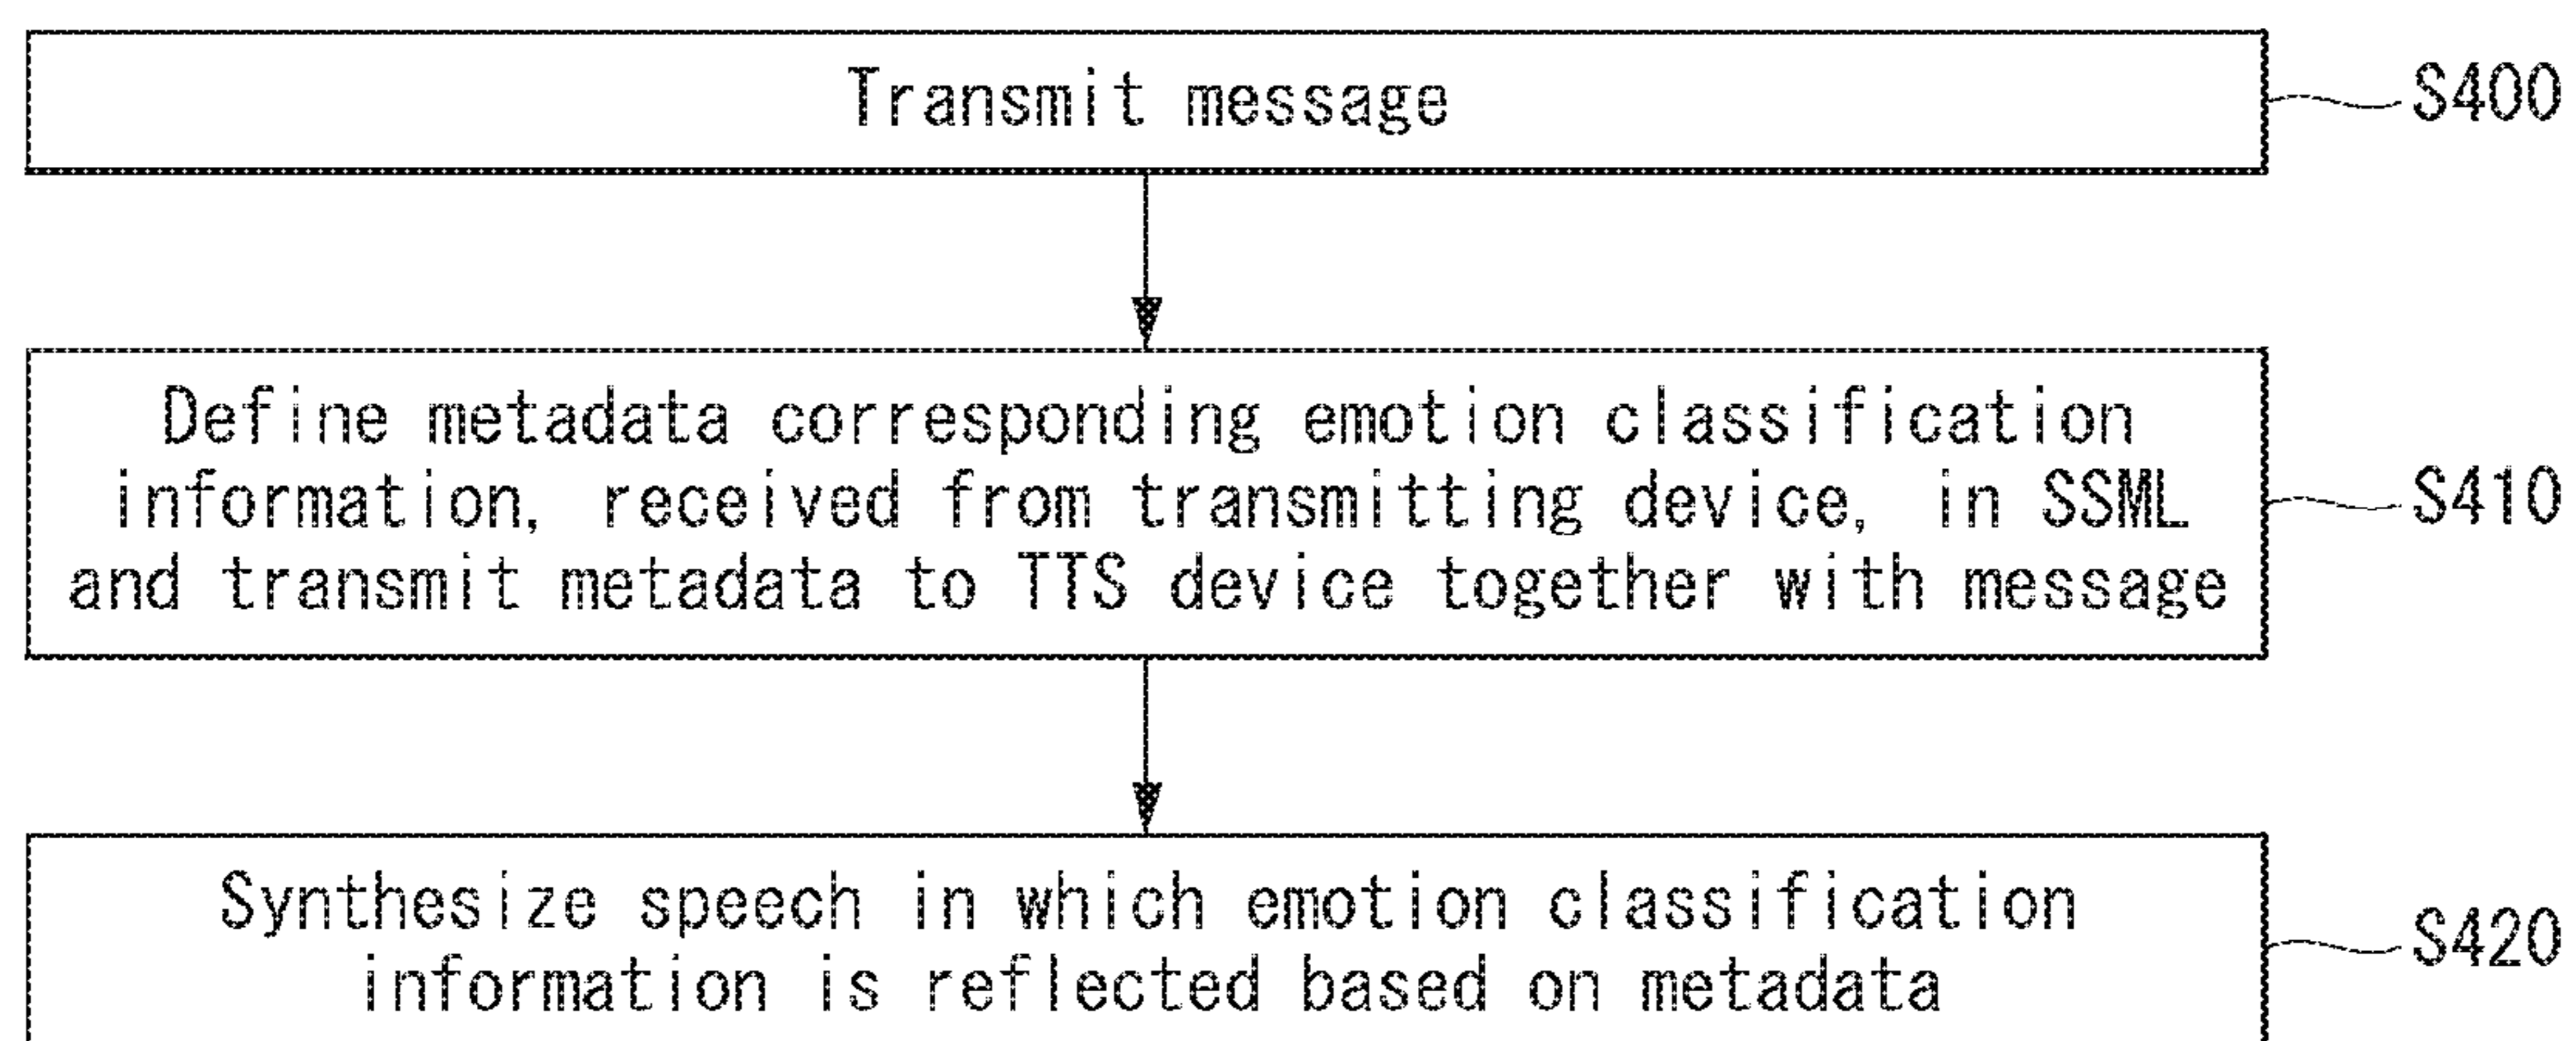 Transmit message
S400
Define metadata corresponding emotion classification
information, received from transmitting device, in SSML
and transmit metadata to TTS device together with message
S410
Synthesize speech in which emotion classification
information is reflected based on metadata
S420